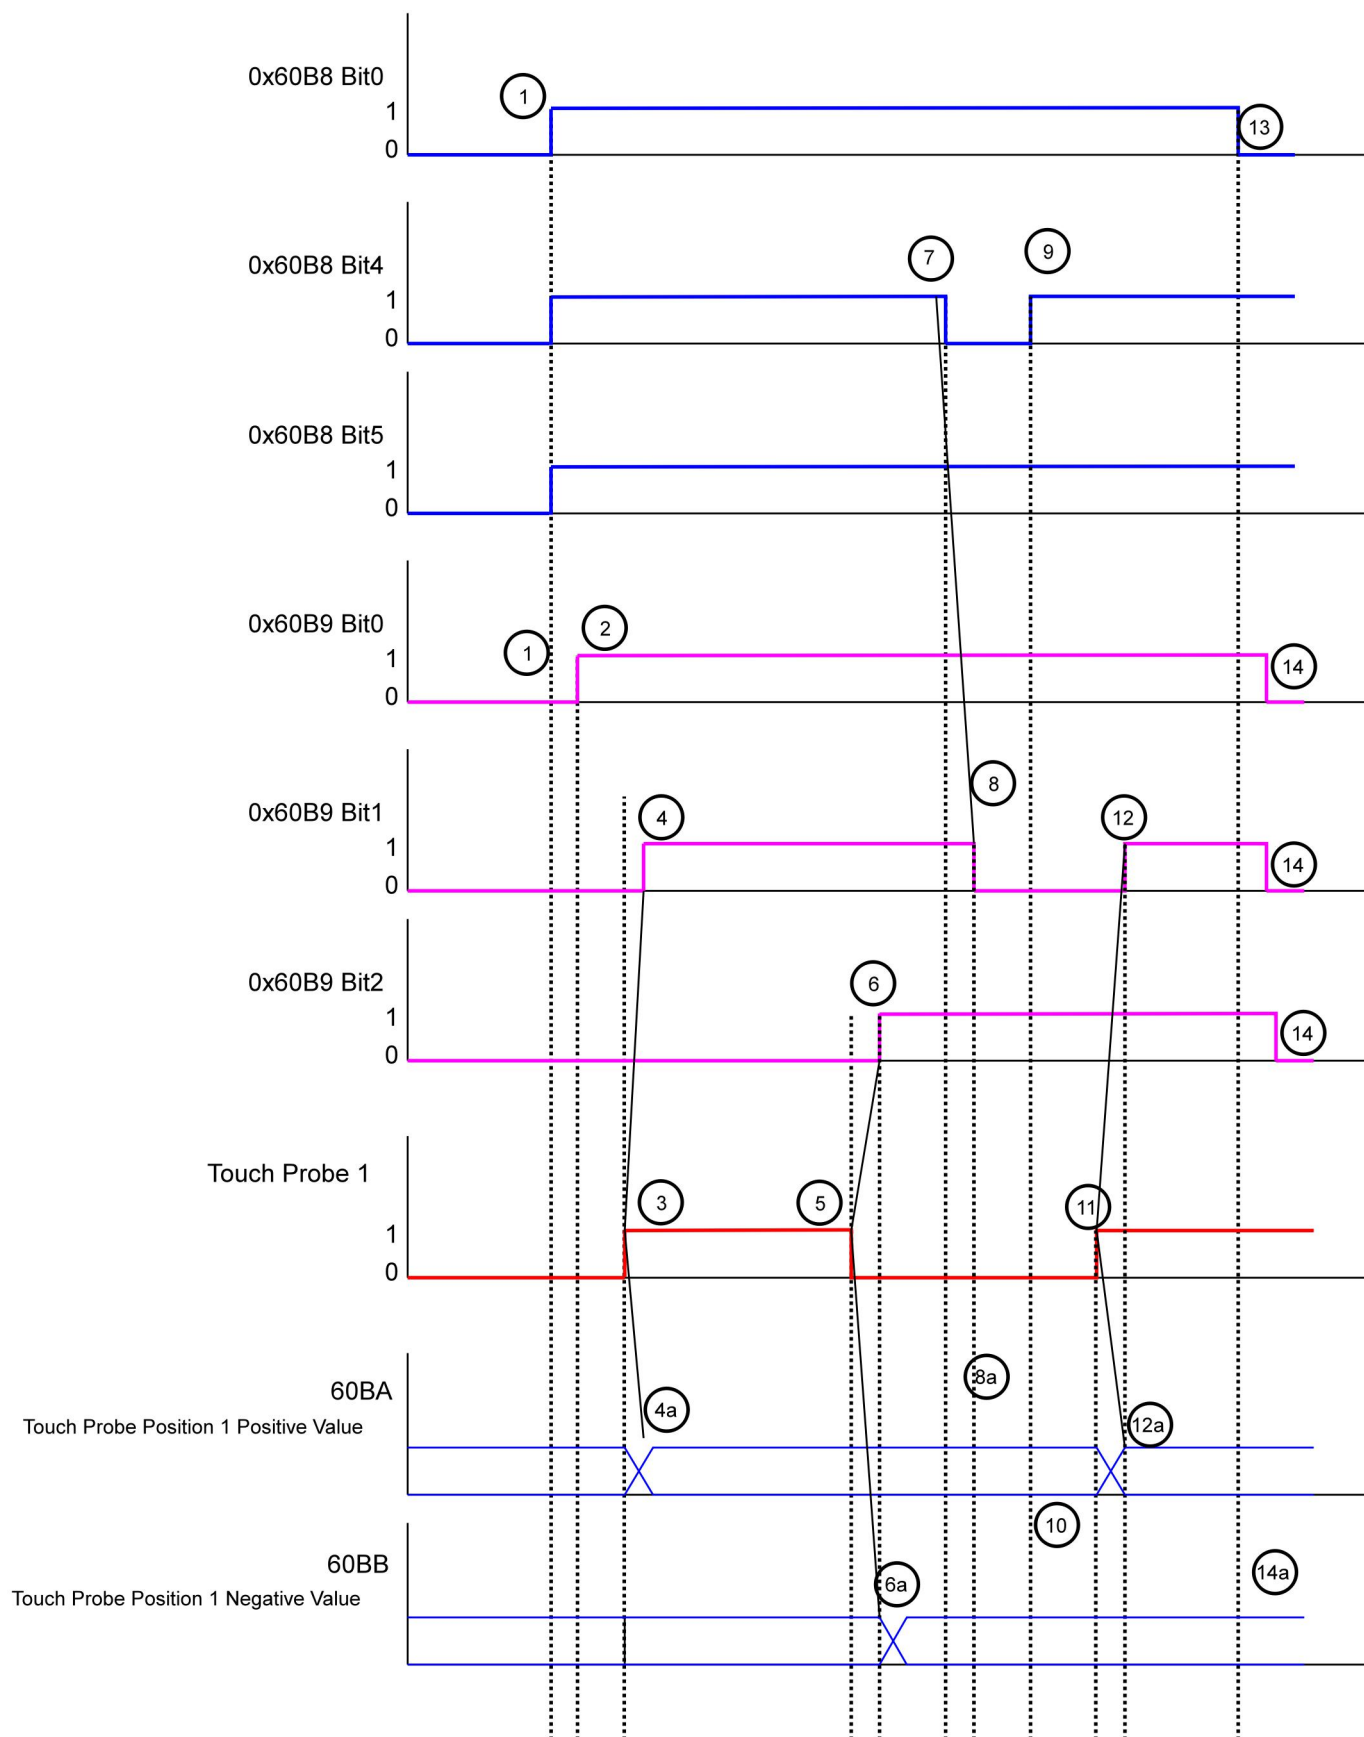 0x60B8 Bit0
1
1
0
13
0x60B8 Bit4
7
9
1
0
0x60B8 Bit5
1
0
0x60B9 Bit0
2
1
1
0
14
0x60B9 Bit1
8
4
12
1
0
14
0x60B9 Bit2
6
1
0
14
Touch Probe 1
3
5
11
1
0
60BA
8a
4a
12a
Touch Probe Position 1 Positive Value
10
60BB
6a
14a
Touch Probe Position 1 Negative Value